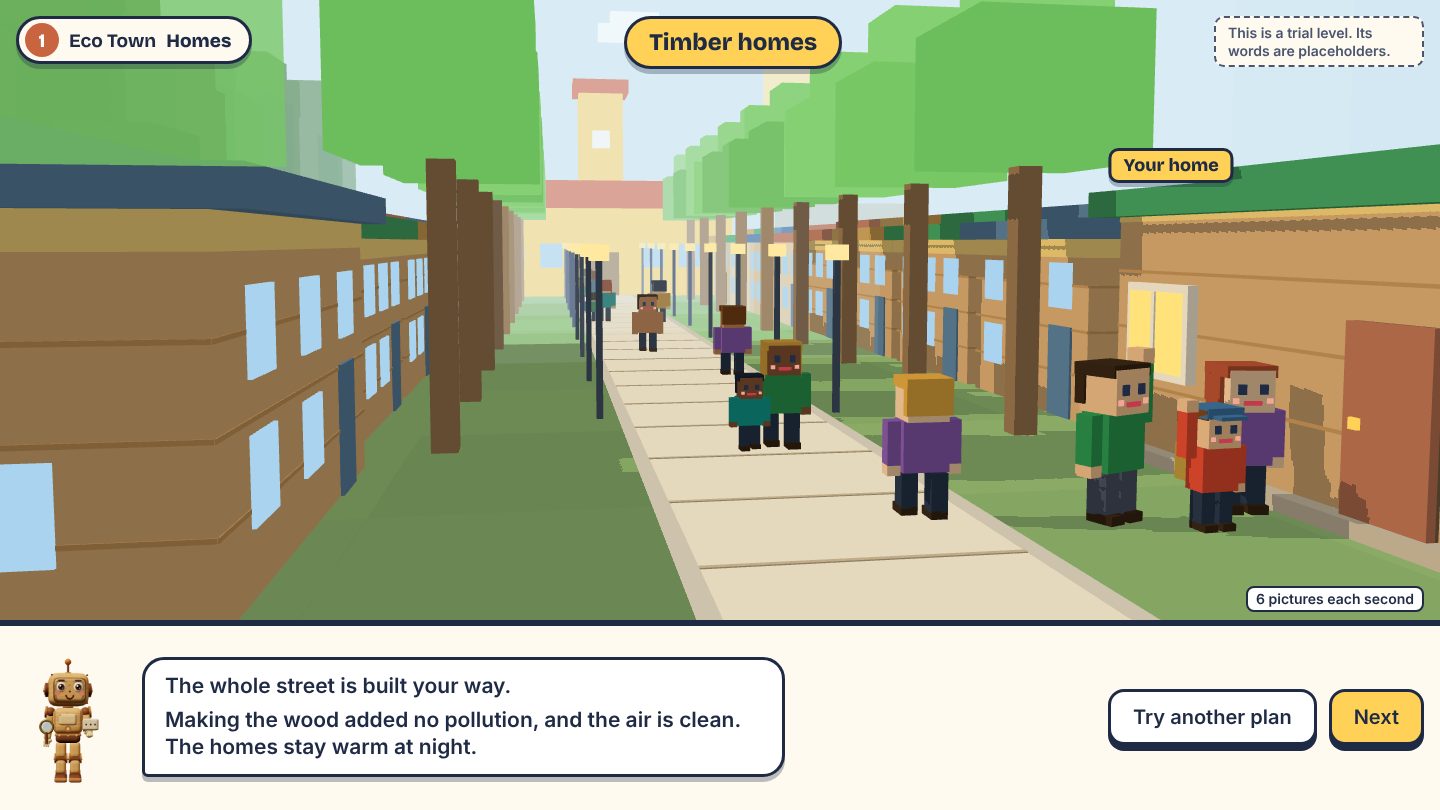 1 Eco Town Homes
Timber homes
This is a trial level. Its
words are placeholders.
Your home
6 pictures each second
The whole street is built your way.
Making the wood added no pollution, and the air is clean.
The homes stay warm at night.
Try another plan
Next